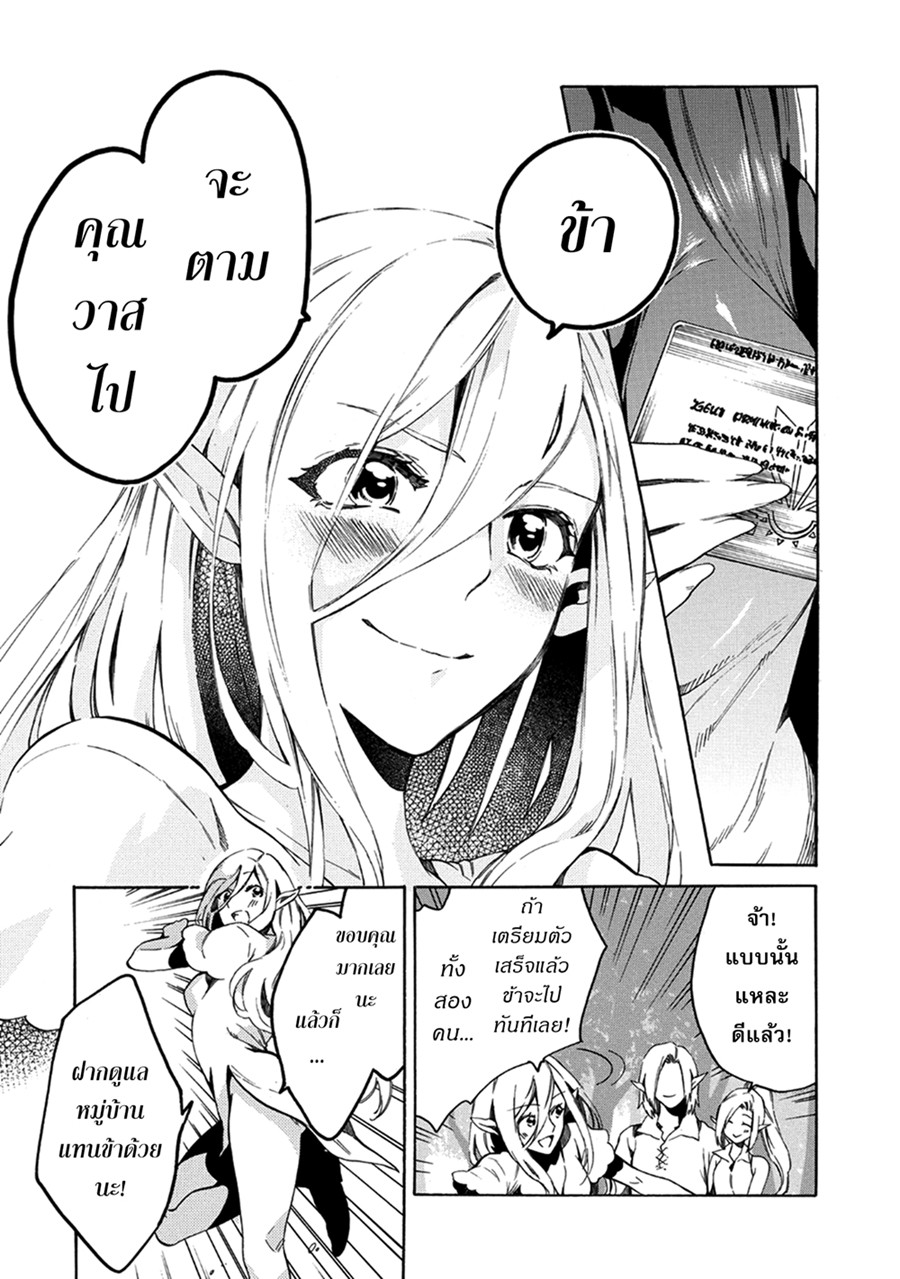 ข้า
จะ
ตาม
คุณ
วาส
ไป
จ้า!
แบบนั้น
แหละ
ดีแล้ว!
ถ้า
เตรียมตัว
เสร็จแล้ว
ข้าจะไป
ทันทีเลย!
ทั้ง
สอง
คน...
ขอบคุณ
มากเลย
นะ
แล้วก็
...
ฝากดูแล
หมู่บ้าน
แทนข้าด้วย
นะ!